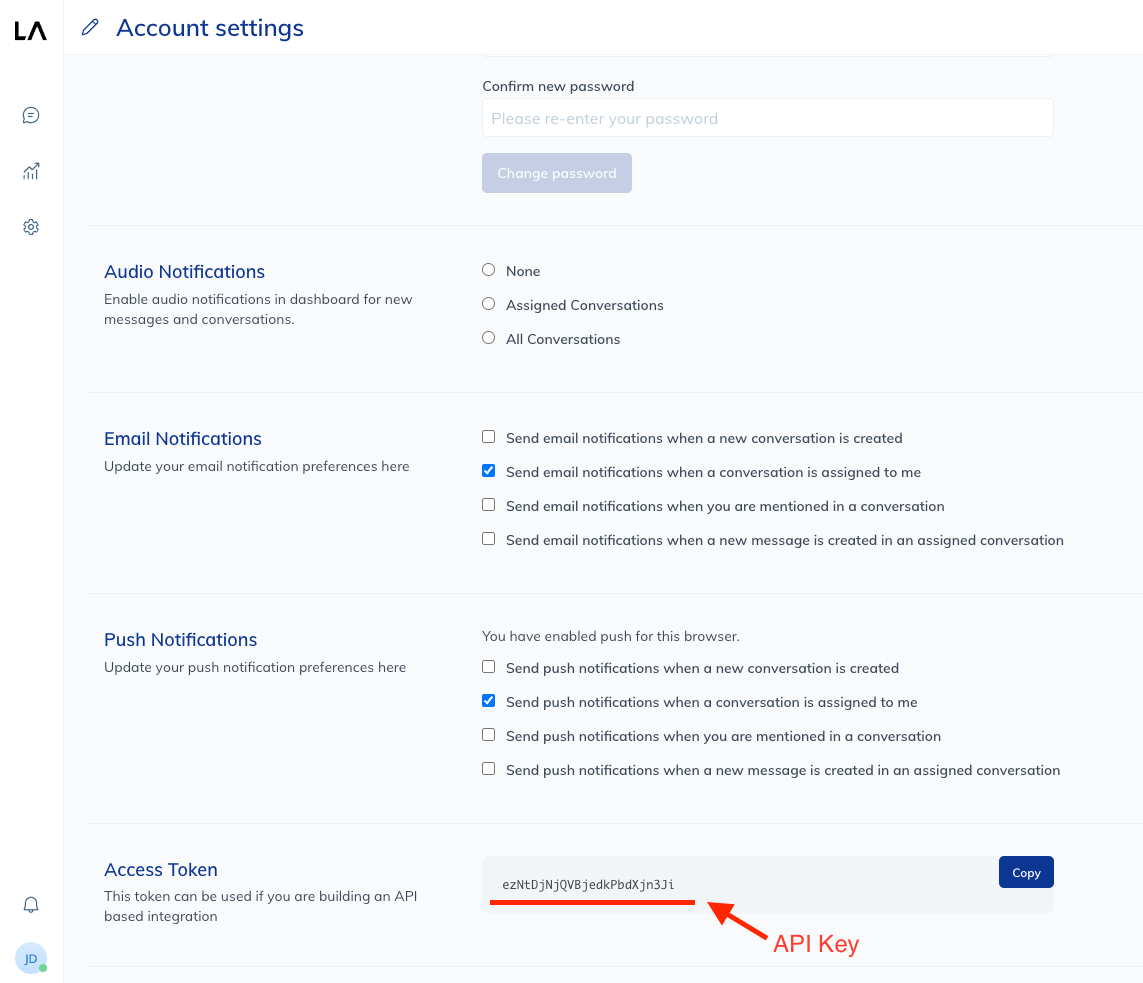 LA
Account settings
Confirm new password
Please re-enter your password
Change password
Audio Notifications
Enable audio notifications in dashboard for new
messages and conversations.
None
Assigned Conversations
All Conversations
Email Notifications
Update your email notification preferences here
Send email notifications when a new conversation is created
Send email notifications when a conversation is assigned to me
Send email notifications when you are mentioned in a conversation
Send email notifications when a new message is created in an assigned conversation
Push Notifications
Update your push notification preferences here
You have enabled push for this browser.
Send push notifications when a new conversation is created
Send push notifications when a conversation is assigned to me
Send push notifications when you are mentioned in a conversation
Send push notifications when a new message is created in an assigned conversation
Access Token
This token can be used if you are building an API
based integration
ezNtDjNjQVBjedkPbdXjn3Ji
Copy
API Key
JD